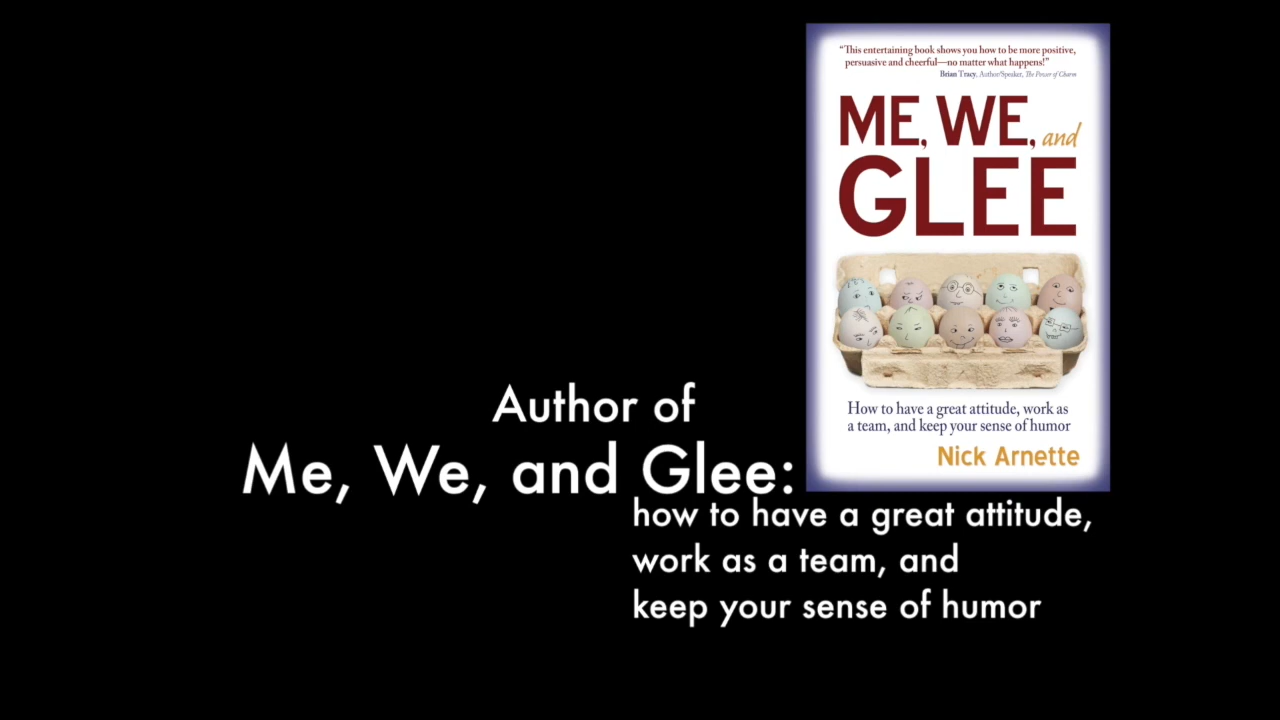 “This entertaining book shows you how to be more positive,
persuasive and cheerful—no matter what happens!”
Brian Tracy, Author/Speaker, The Power of Charm
ME, WE, and
GLEE
How to have a great attitude, work as
a team, and keep your sense of humor
Nick Arnette
Author of
Me, We, and Glee:
how to have a great attitude,
work as a team, and
keep your sense of humor